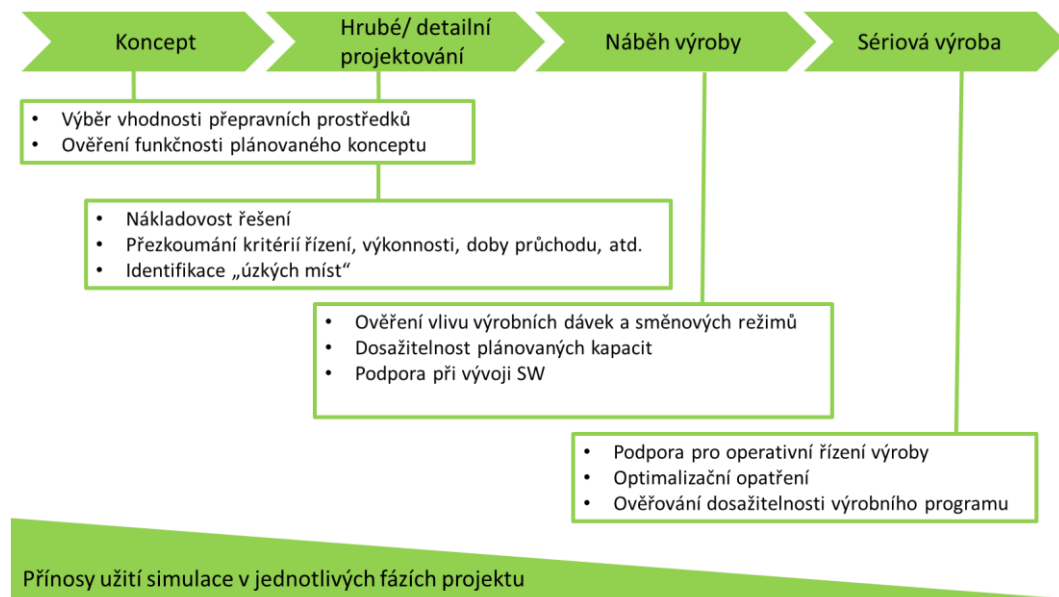 Koncept
Hrubé/ detailní
projektování
Náběh výroby
Sériová výroba
• Výběr vhodnosti přepravních prostředků
• Ověření funkčnosti plánovaného konceptu
• Nákladovost řešení
• Přezkoumání kritérií řízení, výkonnosti, doby průchodu, atd.
• Identifikace „úzkých míst“
• Ověření vlivu výrobních dávek a směnových režimů
• Dosažitelnost plánovaných kapacit
• Podpora při vývoji SW
• Podpora pro operativní řízení výroby
• Optimalizační opatření
• Ověřování dosažitelnosti výrobního programu
Přínosy užití simulace v jednotlivých fázích projektu